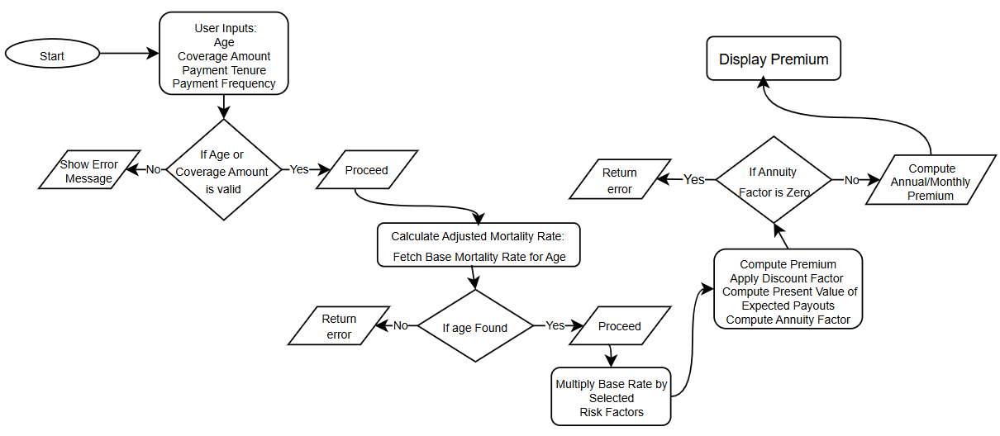 Start
User Inputs:
Age
Coverage Amount
Payment Tenure
Payment Frequency
If Age or
Coverage Amount
is valid
No
Show Error
Message
Yes
Proceed
Calculate Adjusted Mortality Rate:
Fetch Base Mortality Rate for Age
If age Found
No
Return
error
Yes
Proceed
Multiply Base Rate by
Selected
Risk Factors
Compute Premium
Apply Discount Factor
Compute Present Value of
Expected Payouts
Compute Annuity Factor
If Annuity
Factor is Zero
Yes
Return
error
No
Compute
Annual/Monthly
Premium
Display Premium